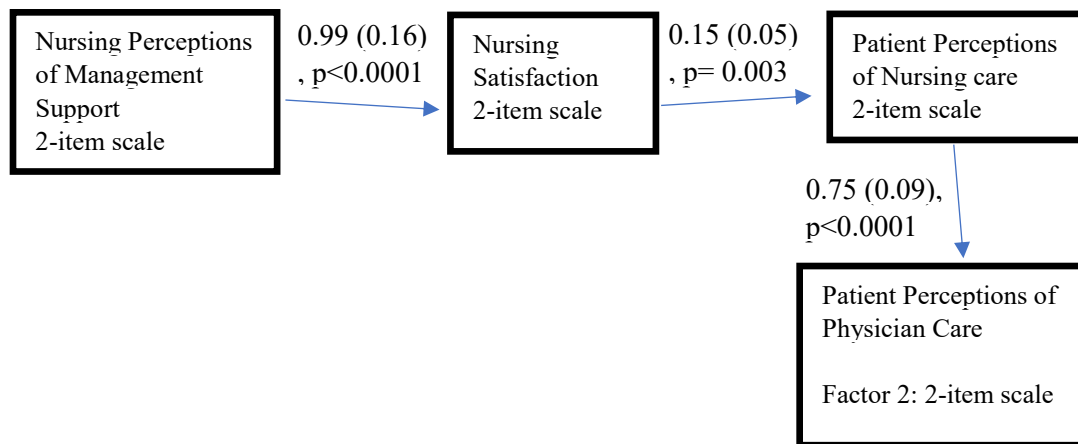 Nursing Perceptions
of Management
Support
2-item scale
0.99 (0.16)
, p<0.0001
Nursing
Satisfaction
2-item scale
0.15 (0.05)
, p= 0.003
Patient Perceptions
of Nursing care
2-item scale
0.75 (0.09),
p<0.0001
Patient Perceptions of
Physician Care
Factor 2: 2-item scale